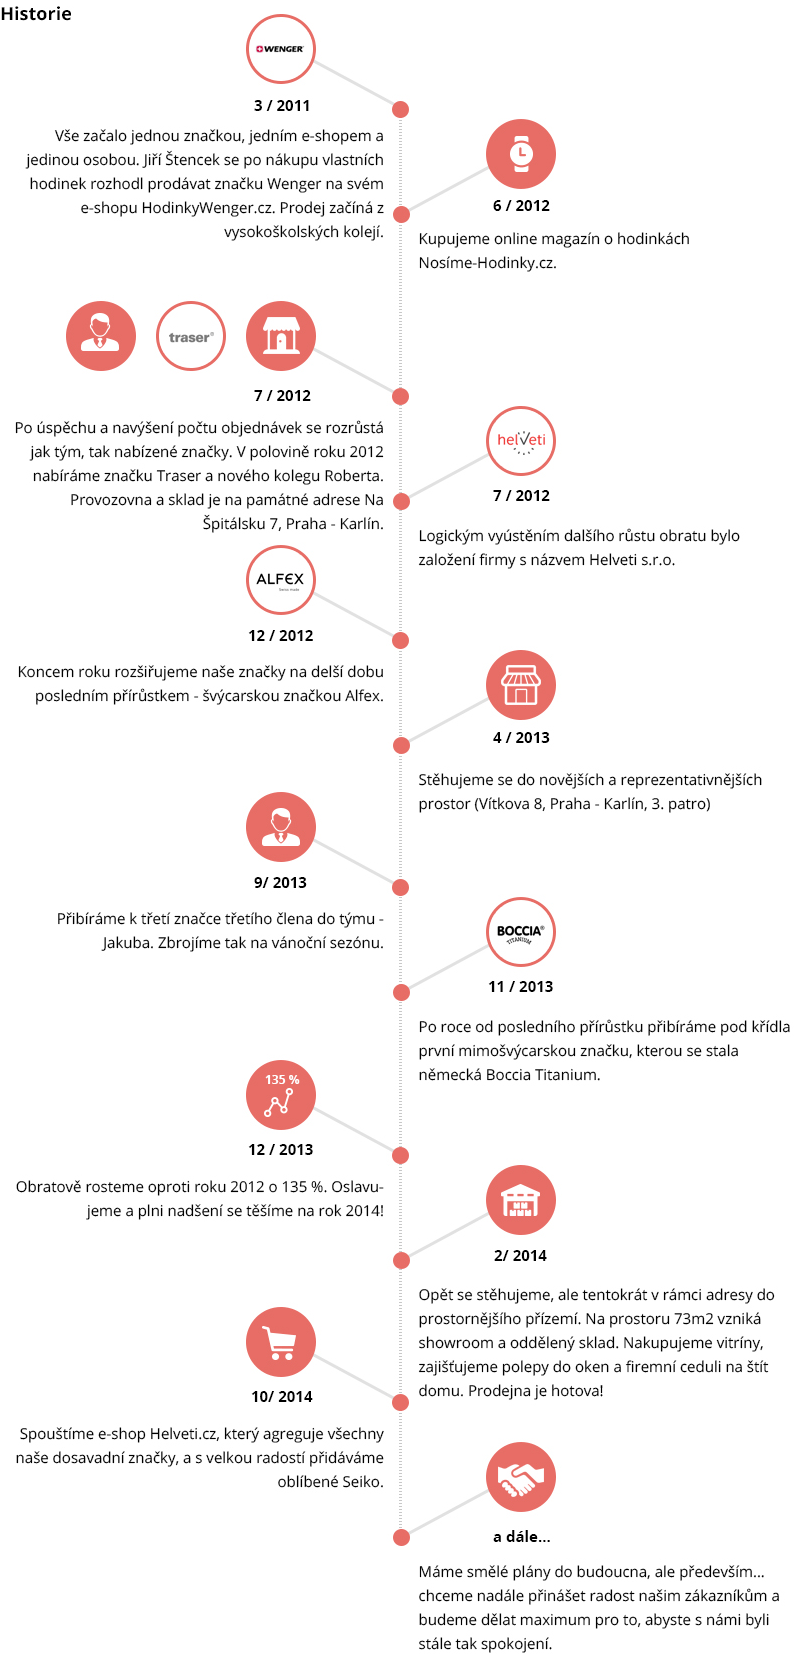 Historie
WENGER
3 / 2011
Vše začalo jednou značkou, jedním e-shopem a
jedinou osobou. Jiří Štencek se po nákupu vlastních
hodinek rozhodl prodávat značku Wenger na svém
e-shopu HodinkyWenger.cz. Prodej začíná z
vysokoškolských kolejí.
6 / 2012
Kupujeme online magazín o hodinkách
Nosíme-Hodinky.cz.
traser®
7 / 2012
Po úspěchu a navýšení počtu objednávek se rozrůstá
jak tým, tak nabízené značky. V polovině roku 2012
nabíráme značku Traser a nového kolegu Roberta.
Provozovna a sklad je na památné adrese Na
Špitálsku 7, Praha - Karlín.
helveti
7 / 2012
Logickým vyústěním dalšího růstu obratu bylo
založení firmy s názvem Helveti s.r.o.
ALFEX
Swiss made
12 / 2012
Koncem roku rozšiřujeme naše značky na delší dobu
posledním přírůstkem - švýcarskou značkou Alfex.
4 / 2013
Stěhujeme se do novějších a reprezentativnějších
prostor (Vítkova 8, Praha - Karlín, 3. patro)
9/ 2013
Přibíráme k třetí značce třetího člena do týmu -
Jakuba. Zbrojíme tak na vánoční sezónu.
BOCCIA®
TITANIUM
11 / 2013
Po roce od posledního přírůstku přibíráme pod křídla
první mimošvýcarskou značku, kterou se stala
německá Boccia Titanium.
135 %
12 / 2013
Obratově rosteme oproti roku 2012 o 135 %. Oslavu-
jeme a plni nadšení se těšíme na rok 2014!
2/ 2014
Opět se stěhujeme, ale tentokrát v rámci adresy do
prostornějšího přízemí. Na prostoru 73m2 vzniká
showroom a oddělený sklad. Nakupujeme vitríny,
zajišťujeme polepy do oken a firemní ceduli na štít
domu. Prodejna je hotova!
10/ 2014
Spouštíme e-shop Helveti.cz, který agreguje všechny
naše dosavadní značky, a s velkou radostí přidáváme
oblíbené Seiko.
a dále...
Máme smělé plány do budoucna, ale především...
chceme nadále přinášet radost našim zákazníkům a
budeme dělat maximum pro to, abyste s námi byli
stále tak spokojení.